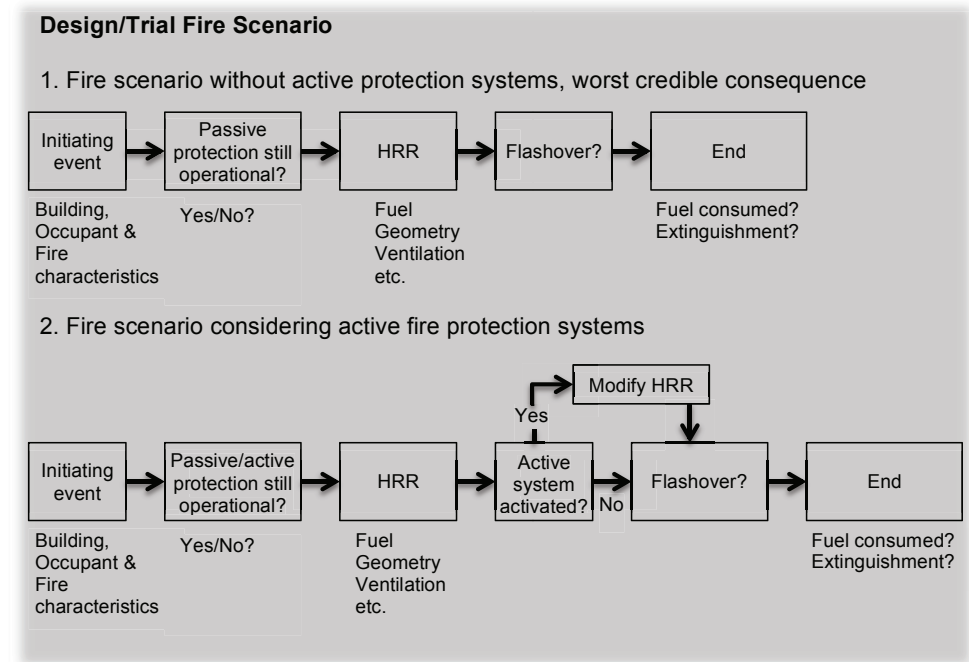 Design/Trial Fire Scenario
1. Fire scenario without active protection systems, worst credible consequence
Initiating
event
Passive
protection still
operational?
HRR
Flashover?
End
Building,
Occupant &
Fire
characteristics
Yes/No?
Fuel
Geometry
Ventilation
etc.
Fuel consumed?
Extinguishment?
2. Fire scenario considering active fire protection systems
Modify HRR
Yes
Initiating
event
Passive/active
protection still
operational?
HRR
Active
system
activated?
No
Flashover?
End
Building,
Occupant &
Fire
characteristics
Yes/No?
Fuel
Geometry
Ventilation
etc.
Fuel consumed?
Extinguishment?